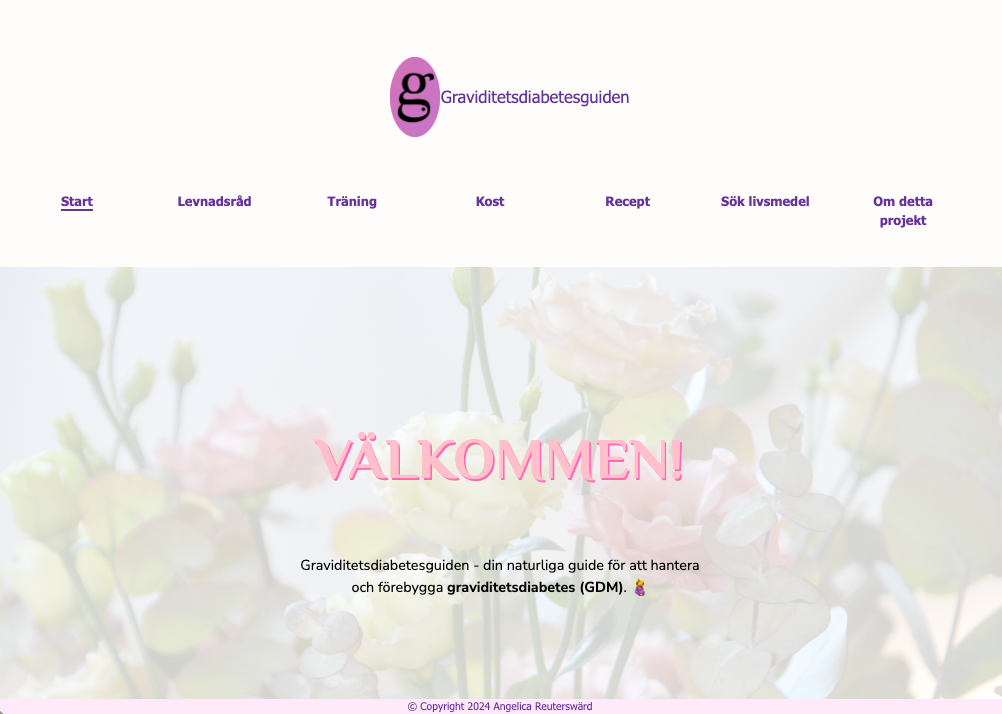 g
Graviditetsdiabetesguiden
Start Levnadsråd Träning Kost Recept Sök livsmedel Om detta
projekt
VÄLKOMMEN!
Graviditetsdiabetesguiden - din naturliga guide för att hantera
och förebygga graviditetsdiabetes (GDM). 🤰
© Copyright 2024 Angelica Reuterswärd